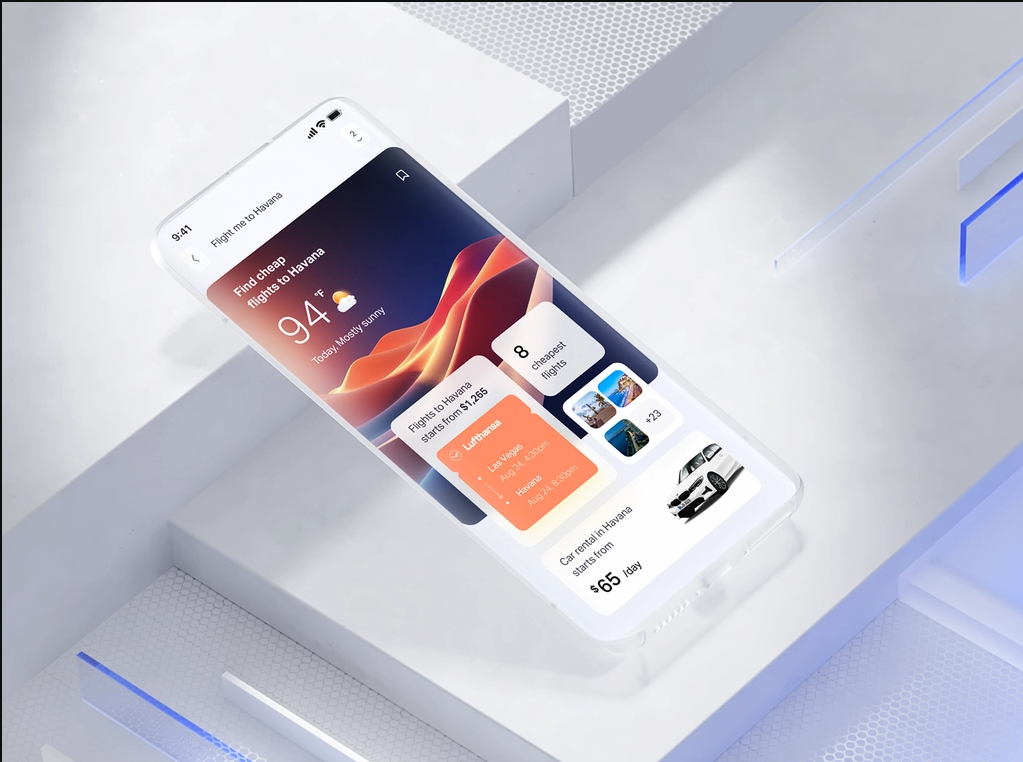 9:41
2
Flight me to Havana
Find cheap
flights to Havana
94 °F
Today, Mostly sunny
8
cheapest
flights
Flights to Havana
starts from $1,265
Lufthansa
Las Vegas
Aug 24, 4:30pm
Havana
Aug 24, 8:30pm
+23
Car rental in Havana
starts from
$65 /day